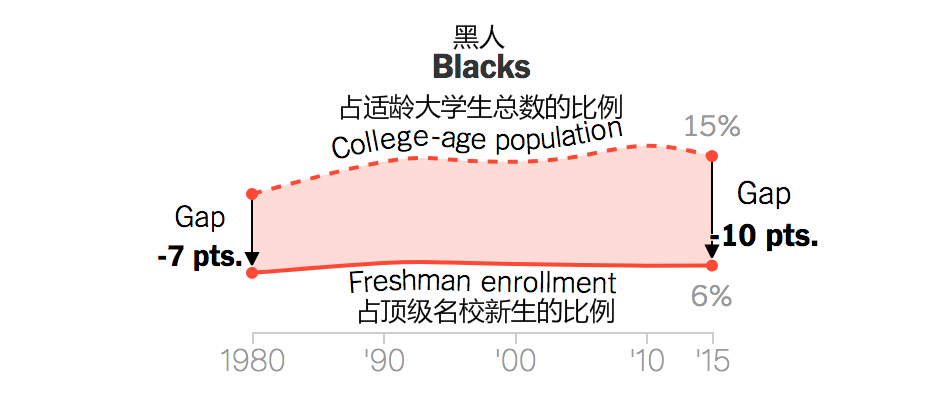 黑人
Blacks
占适龄大学生总数的比例
College-age population
15%
Gap
-7 pts.
Gap
-10 pts.
Freshman enrollment
占顶级名校新生的比例
6%
1980 '90 '00 '10 '15